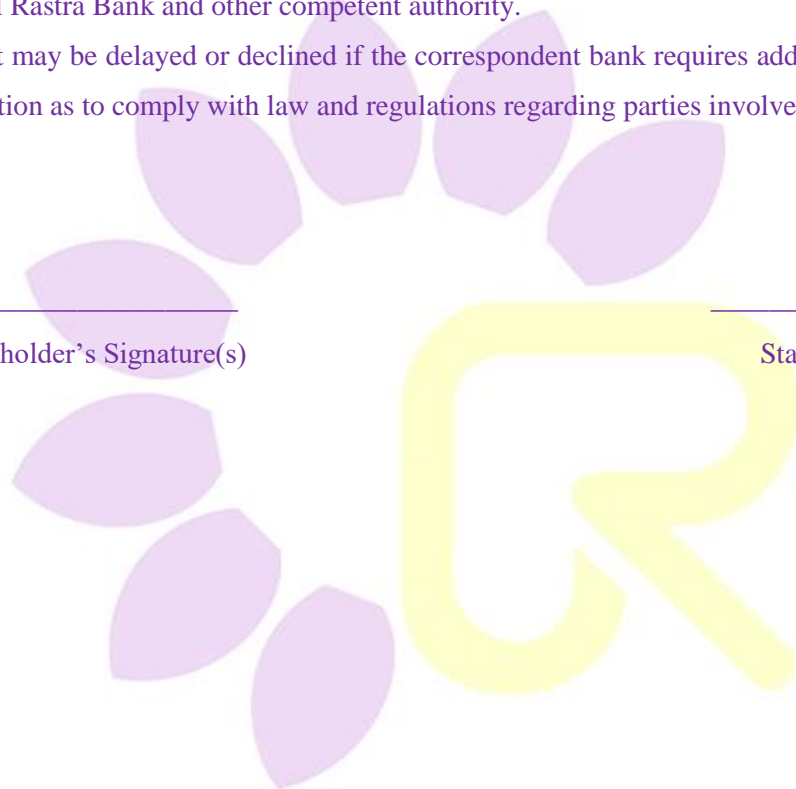 Rastra Bank and other competent authority.
may be delayed or declined if the correspondent bank requires add
tion as to comply with law and regulations regarding parties involve
holder’s Signature(s) Sta